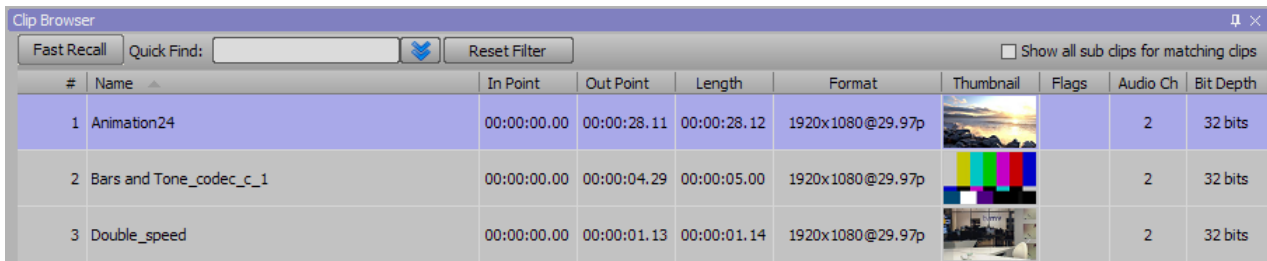 Clip Browser
Fast Recall Quick Find: Reset Filter Show all sub clips for matching clips
# Name In Point Out Point Length Format Thumbnail Flags Audio Ch Bit Depth
1 Animation24 00:00:00.00 00:00:28.11 00:00:28.12 1920x1080@29.97p 2 32 bits
2 Bars and Tone_codec_c_1 00:00:00.00 00:00:04.29 00:00:05.00 1920x1080@29.97p 2 32 bits
3 Double_speed 00:00:00.00 00:00:01.13 00:00:01.14 1920x1080@29.97p 2 32 bits